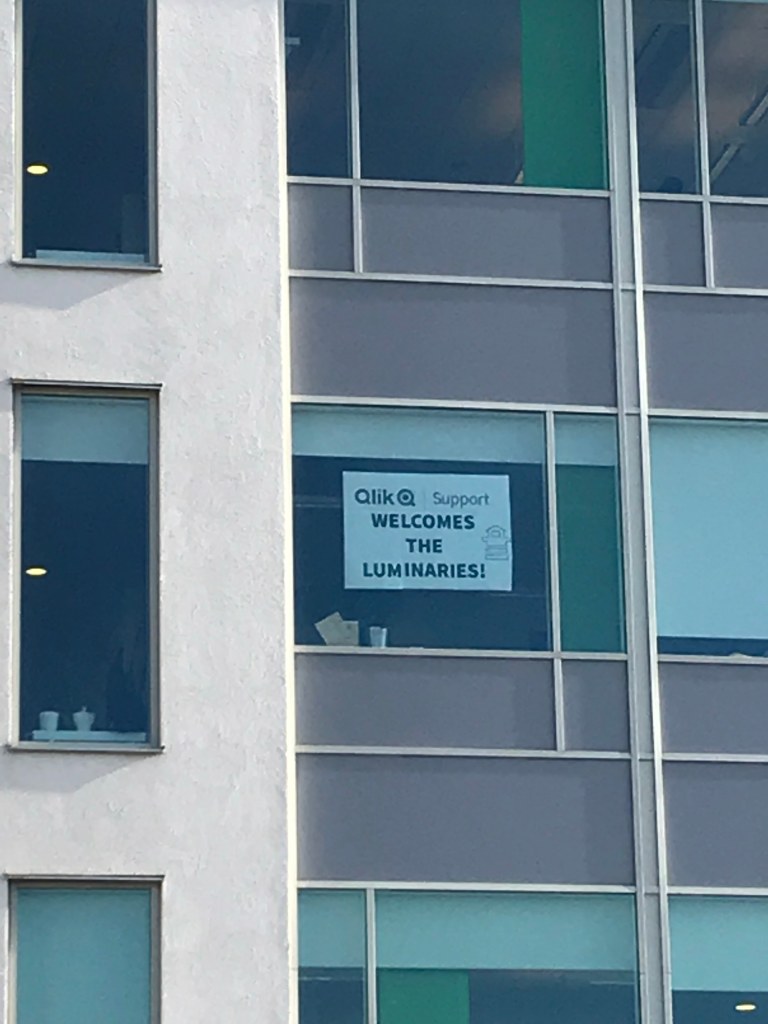 Qlik Support
WELCOMES
THE
LUMINARIES!